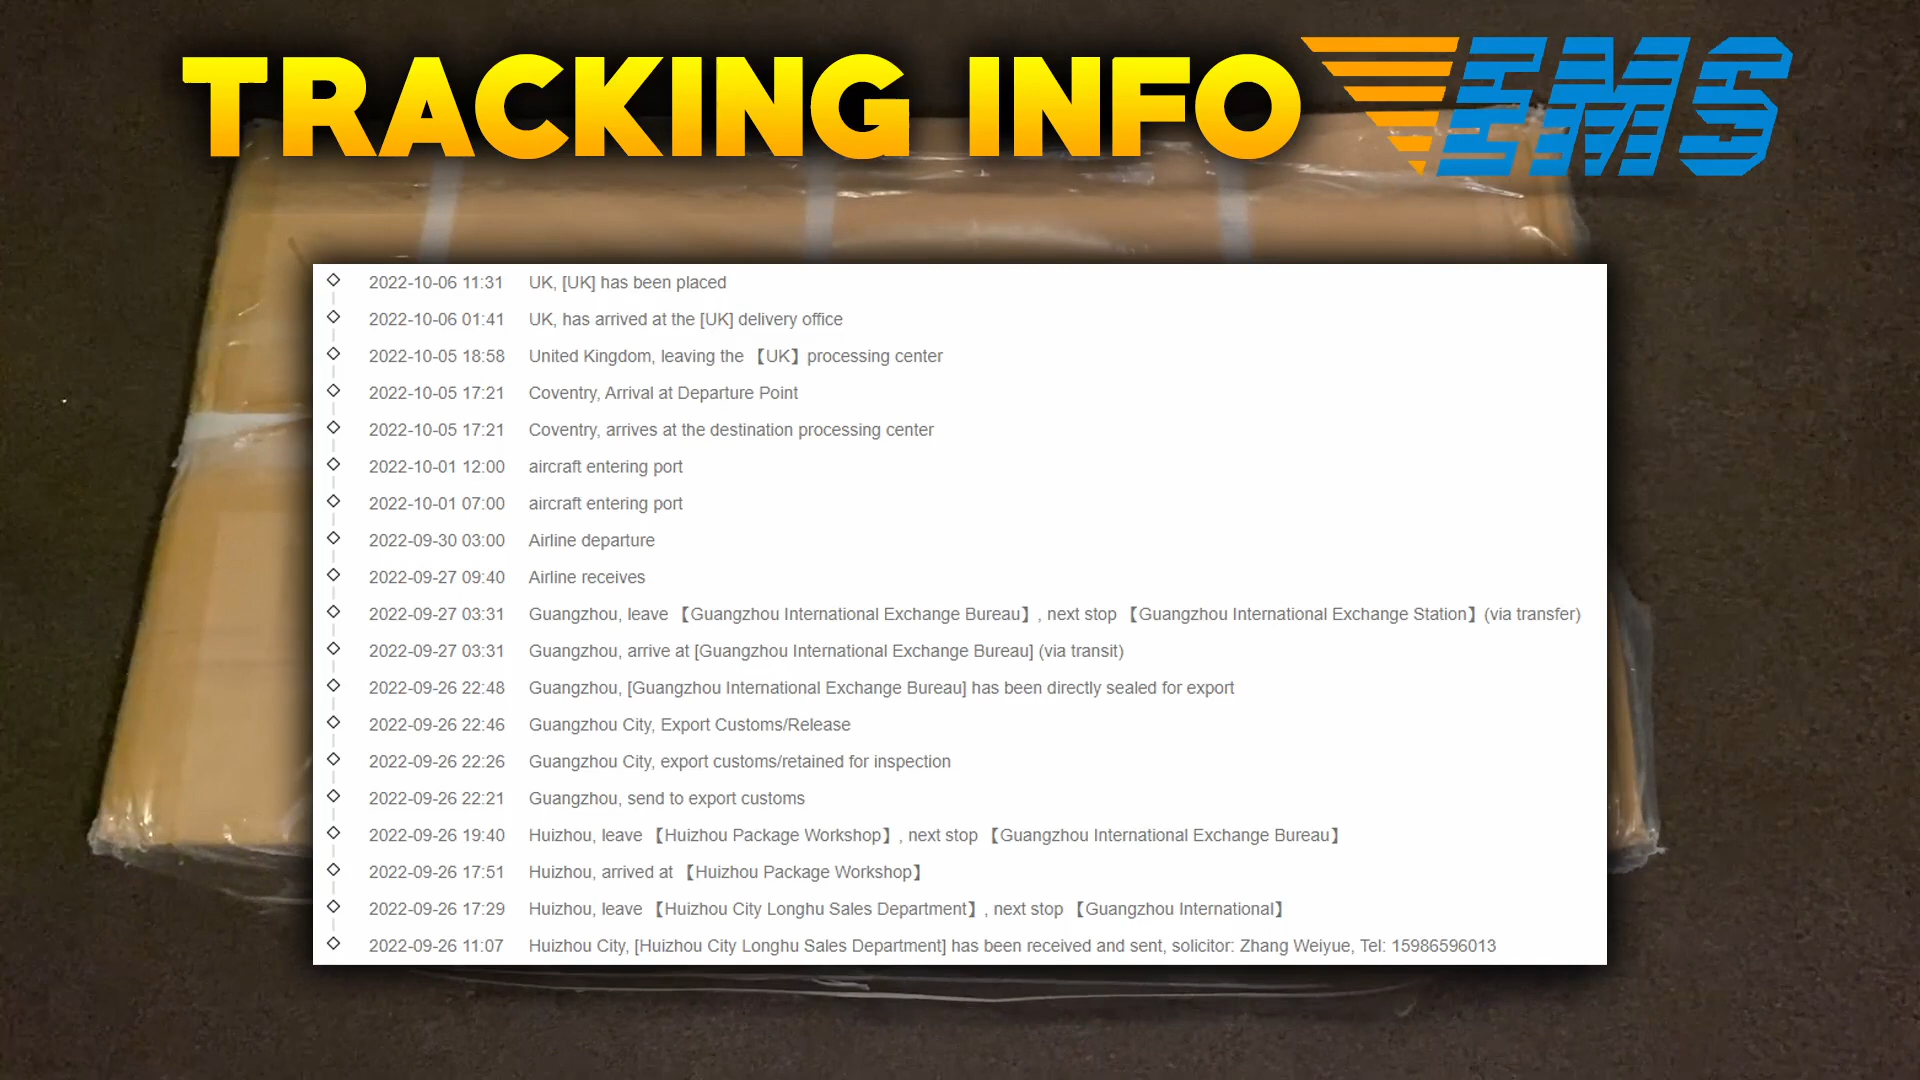 TRACKING INFO EMS
2022-10-06 11:31 UK, [UK] has been placed
2022-10-06 01:41 UK, has arrived at the [UK] delivery office
2022-10-05 18:58 United Kingdom, leaving the 【UK】processing center
2022-10-05 17:21 Coventry, Arrival at Departure Point
2022-10-05 17:21 Coventry, arrives at the destination processing center
2022-10-01 12:00 aircraft entering port
2022-10-01 07:00 aircraft entering port
2022-09-30 03:00 Airline departure
2022-09-27 09:40 Airline receives
2022-09-27 03:31 Guangzhou, leave 【Guangzhou International Exchange Bureau】, next stop 【Guangzhou International Exchange Station】(via transfer)
2022-09-27 03:31 Guangzhou, arrive at [Guangzhou International Exchange Bureau] (via transit)
2022-09-26 22:48 Guangzhou, [Guangzhou International Exchange Bureau] has been directly sealed for export
2022-09-26 22:46 Guangzhou City, Export Customs/Release
2022-09-26 22:26 Guangzhou City, export customs/retained for inspection
2022-09-26 22:21 Guangzhou, send to export customs
2022-09-26 19:40 Huizhou, leave 【Huizhou Package Workshop】, next stop 【Guangzhou International Exchange Bureau】
2022-09-26 17:51 Huizhou, arrived at 【Huizhou Package Workshop】
2022-09-26 17:29 Huizhou, leave 【Huizhou City Longhu Sales Department】, next stop 【Guangzhou International】
2022-09-26 11:07 Huizhou City, [Huizhou City Longhu Sales Department] has been received and sent, solicitor: Zhang Weiyue, Tel: 15986596013